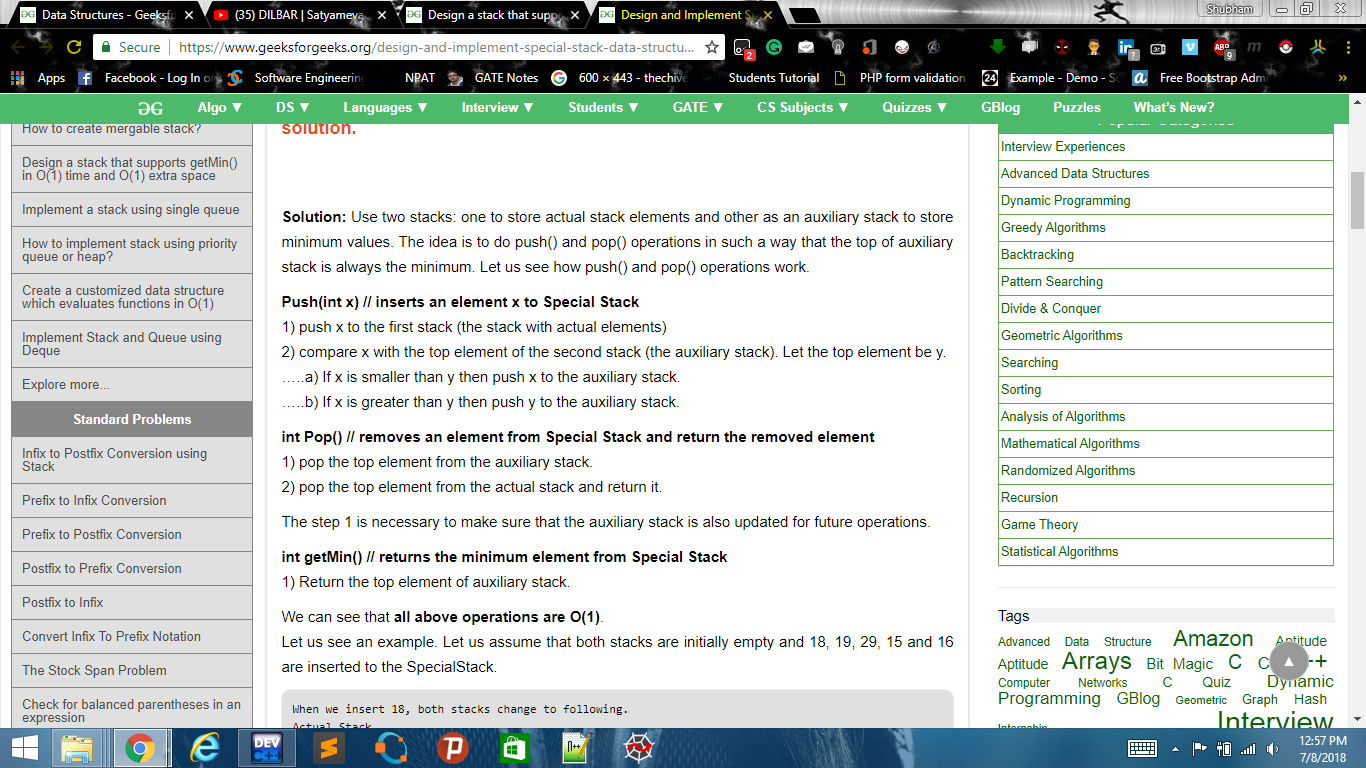 Data Structures - Geeksfo
(35) DILBAR | Satyameva
Design a stack that supp
Design and Implement S
Shubham
Secure | https://www.geeksforgeeks.org/design-and-implement-special-stack-data-structu...
Apps
Facebook - Log In or
Software Engineerin
NPAT
GATE Notes
600 × 443 - thechive
Students Tutorial
PHP form validation
Example - Demo - Sc
Free Bootstrap Adm
»
Algo ▼
DS ▼
Languages ▼
Interview ▼
Students ▼
GATE ▼
CS Subjects ▼
Quizzes ▼
GBlog
Puzzles
What's New?
How to create mergable stack?
Design a stack that supports getMin()
in O(1) time and O(1) extra space
Implement a stack using single queue
How to implement stack using priority
queue or heap?
Create a customized data structure
which evaluates functions in O(1)
Implement Stack and Queue using
Deque
Explore more...
Standard Problems
Infix to Postfix Conversion using
Stack
Prefix to Infix Conversion
Prefix to Postfix Conversion
Postfix to Prefix Conversion
Postfix to Infix
Convert Infix To Prefix Notation
The Stock Span Problem
Check for balanced parentheses in an
expression
solution.
Solution: Use two stacks: one to store actual stack elements and other as an auxiliary stack to store
minimum values. The idea is to do push() and pop() operations in such a way that the top of auxiliary
stack is always the minimum. Let us see how push() and pop() operations work.
Push(int x) // inserts an element x to Special Stack
1) push x to the first stack (the stack with actual elements)
2) compare x with the top element of the second stack (the auxiliary stack). Let the top element be y.
…..a) If x is smaller than y then push x to the auxiliary stack.
…..b) If x is greater than y then push y to the auxiliary stack.
int Pop() // removes an element from Special Stack and return the removed element
1) pop the top element from the auxiliary stack.
2) pop the top element from the actual stack and return it.
The step 1 is necessary to make sure that the auxiliary stack is also updated for future operations.
int getMin() // returns the minimum element from Special Stack
1) Return the top element of auxiliary stack.
We can see that all above operations are O(1).
Let us see an example. Let us assume that both stacks are initially empty and 18, 19, 29, 15 and 16
are inserted to the SpecialStack.
When we insert 18, both stacks change to following.
Actual Stack
Popular Categories
Interview Experiences
Advanced Data Structures
Dynamic Programming
Greedy Algorithms
Backtracking
Pattern Searching
Divide & Conquer
Geometric Algorithms
Searching
Sorting
Analysis of Algorithms
Mathematical Algorithms
Randomized Algorithms
Recursion
Game Theory
Statistical Algorithms
Tags
Advanced Data Structure Amazon Aptitude
Aptitude Arrays Bit Magic C C ++
Computer Networks C Quiz Dynamic
Programming GBlog Geometric Graph Hash
Internship Interview
12:57 PM
7/8/2018